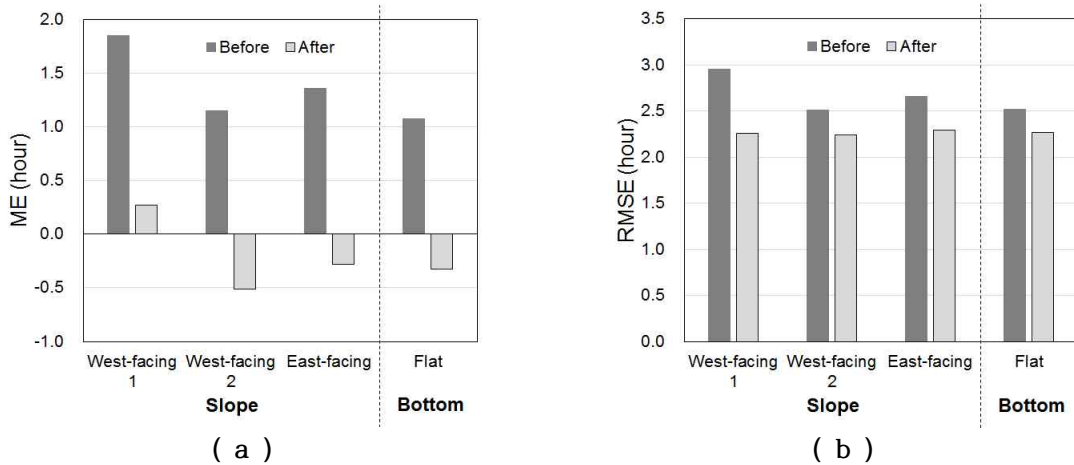 2.0
1.5
1.0
0.5
0.0
-0.5
-1.0
ME (hour)
Before After
West-facing 1
West-facing 2
East-facing
Flat
Slope
Bottom
( a )
3.5
3.0
2.5
2.0
1.5
1.0
0.5
0.0
RMSE (hour)
Before After
West-facing 1
West-facing 2
East-facing
Flat
Slope
Bottom
( b )